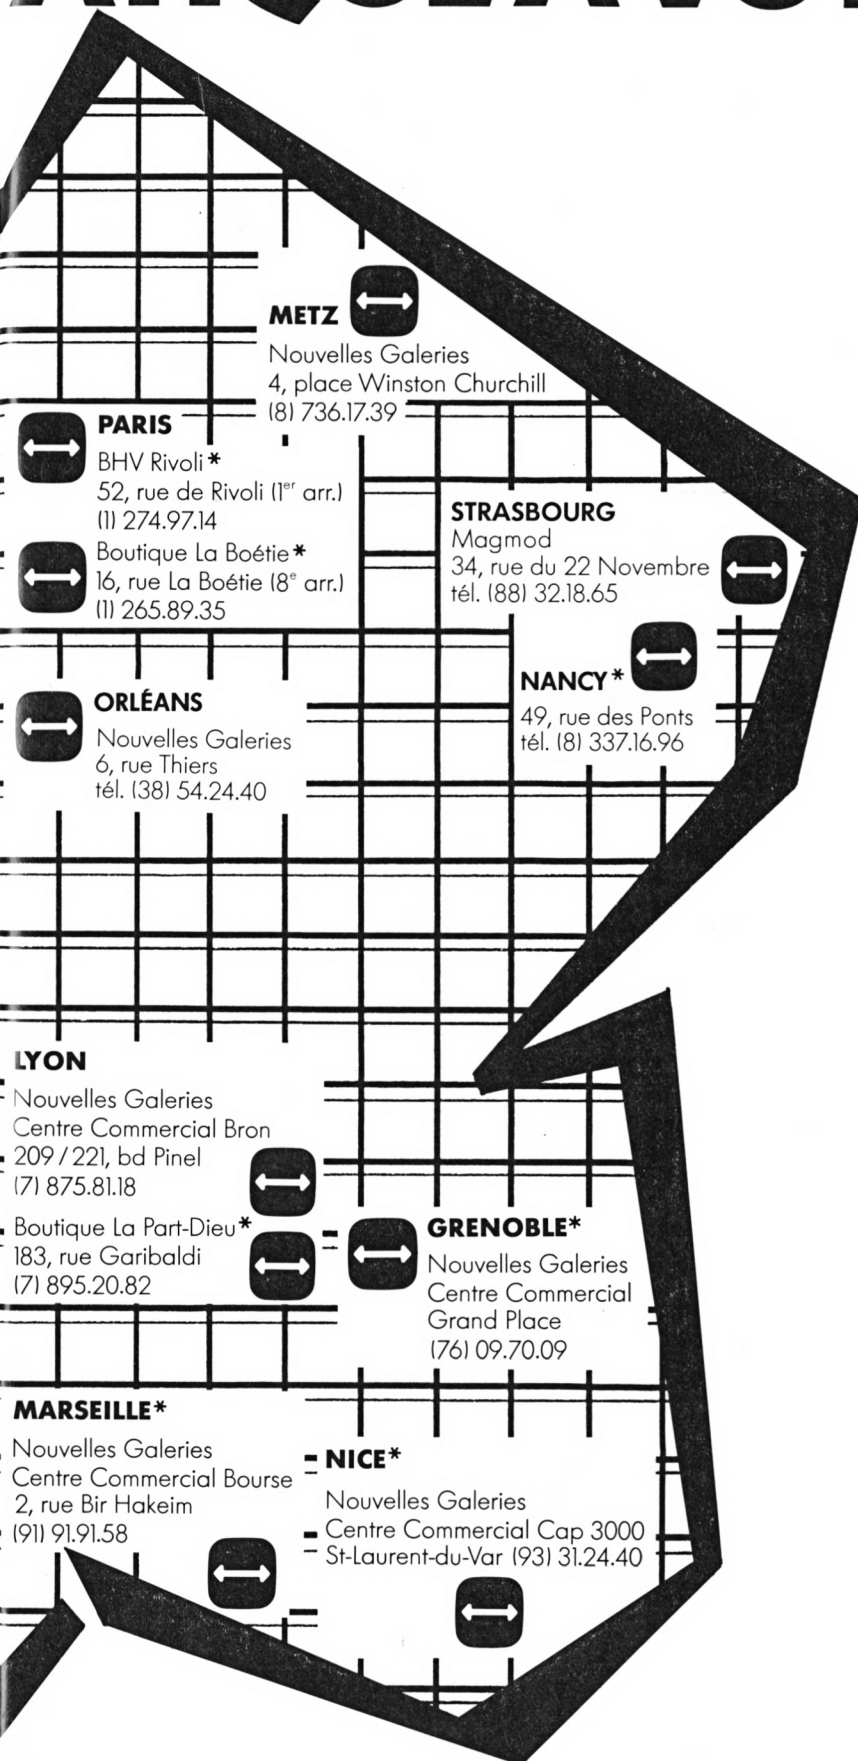 METZ
Nouvelles Galeries
4, place Winston Churchill
(8) 736.17.39
PARIS
BHV Rivoli*
52, rue de Rivoli (1er arr.)
(1) 274.97.14
Boutique La Boétie*
16, rue La Boétie (8e arr.)
(1) 265.89.35
STRASBOURG
Magmod
34, rue du 22 Novembre
tél. (88) 32.18.65
NANCY*
49, rue des Ponts
tél. (8) 337.16.96
ORLÉANS
Nouvelles Galeries
6, rue Thiers
tél. (38) 54.24.40
LYON
Nouvelles Galeries
Centre Commercial Bron
209/221, bd Pinel
(7) 875.81.18
Boutique La Part-Dieu*
183, rue Garibaldi
(7) 895.20.82
GRENOBLE*
Nouvelles Galeries
Centre Commercial
Grand Place
(76) 09.70.09
MARSEILLE*
Nouvelles Galeries
Centre Commercial Bourse
2, rue Bir Hakeim
(91) 91.91.58
NICE*
Nouvelles Galeries
Centre Commercial Cap 3000
St-Laurent-du-Var (93) 31.24.40